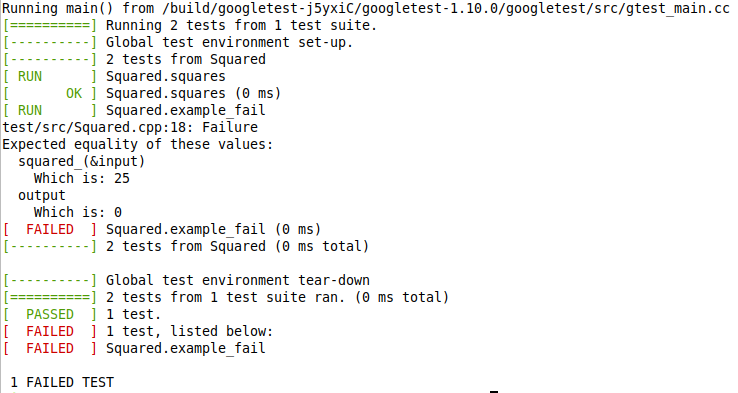 Running main() from /build/googletest-j5yxiC/googletest-1.10.0/googletest/src/gtest_main.cc
[==========] Running 2 tests from 1 test suite.
[----------] Global test environment set-up.
[----------] 2 tests from Squared
[ RUN      ] Squared.squares
[       OK ] Squared.squares (0 ms)
[ RUN      ] Squared.example_fail
test/src/Squared.cpp:18: Failure
Expected equality of these values:
  squared_(&input)
    Which is: 25
  output
    Which is: 0
[  FAILED  ] Squared.example_fail (0 ms)
[----------] 2 tests from Squared (0 ms total)

[----------] Global test environment tear-down
[==========] 2 tests from 1 test suite ran. (0 ms total)
[  PASSED  ] 1 test.
[  FAILED  ] 1 test, listed below:
[  FAILED  ] Squared.example_fail

 1 FAILED TEST